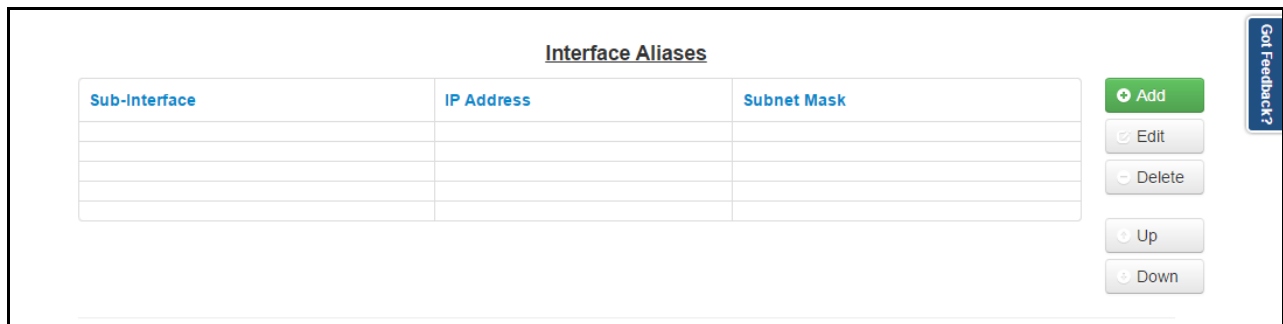 Interface Aliases
Sub-Interface IP Address Subnet Mask
Add
Edit
Delete
Up
Down
Got Feedback?